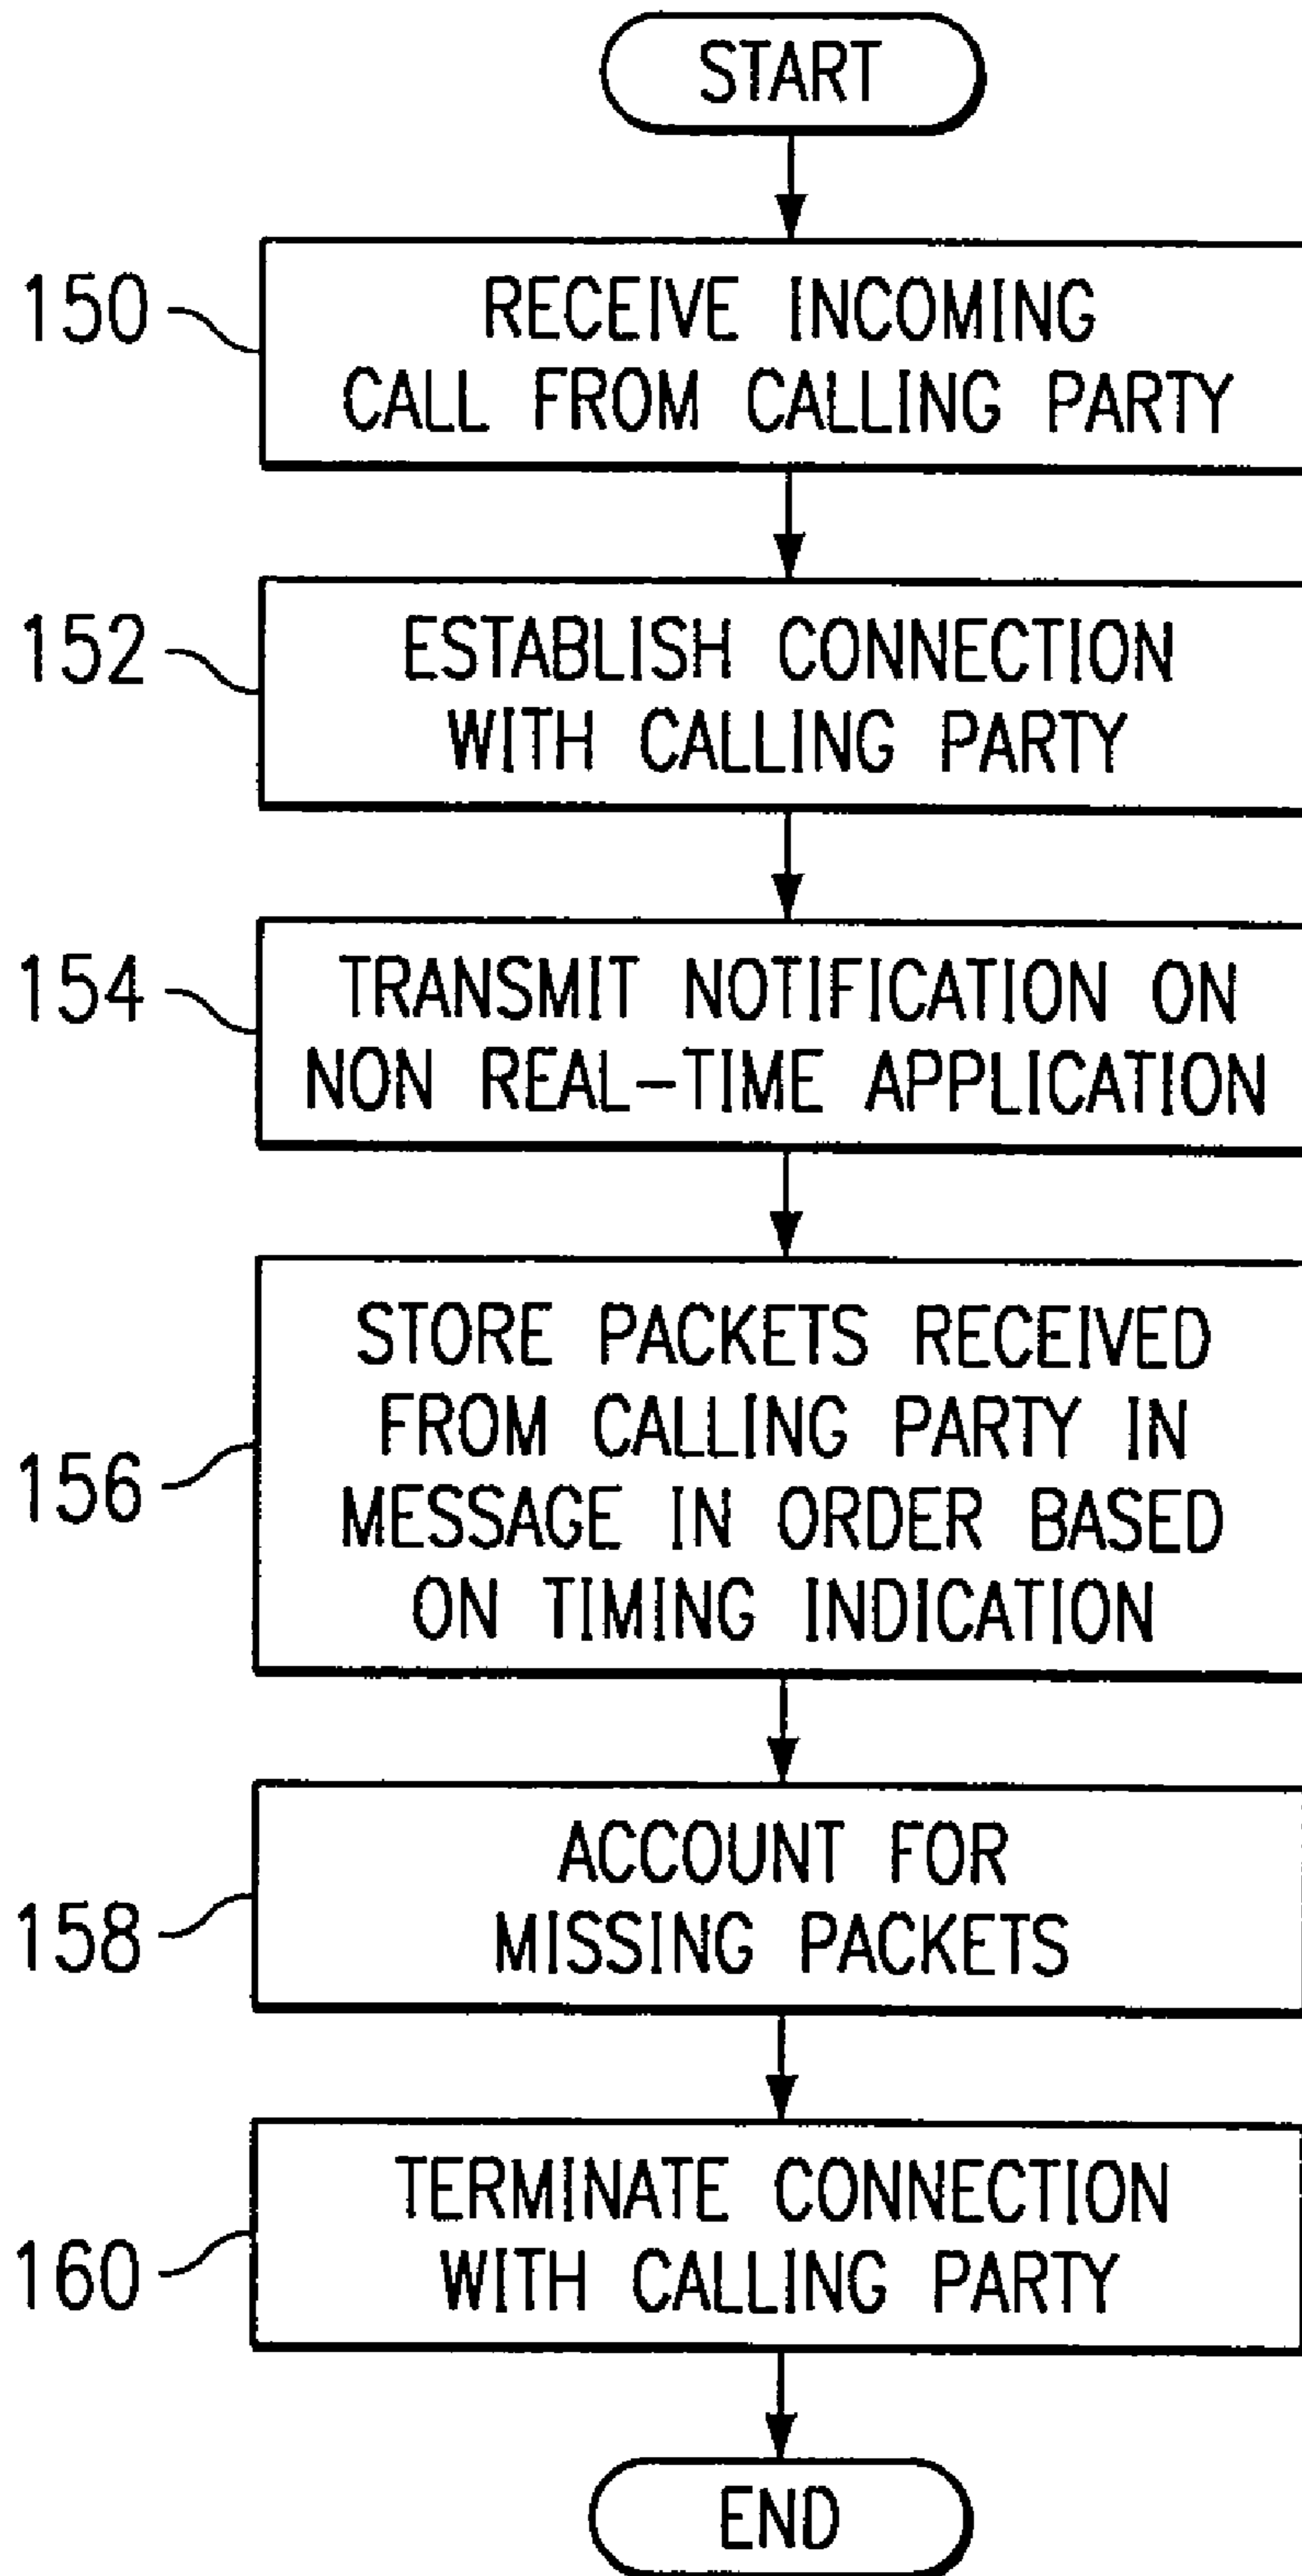 START
150
RECEIVE INCOMING
CALL FROM CALLING PARTY
152
ESTABLISH CONNECTION
WITH CALLING PARTY
154
TRANSMIT NOTIFICATION ON
NON REAL-TIME APPLICATION
156
STORE PACKETS RECEIVED
FROM CALLING PARTY IN
MESSAGE IN ORDER BASED
ON TIMING INDICATION
158
ACCOUNT FOR
MISSING PACKETS
160
TERMINATE CONNECTION
WITH CALLING PARTY
END